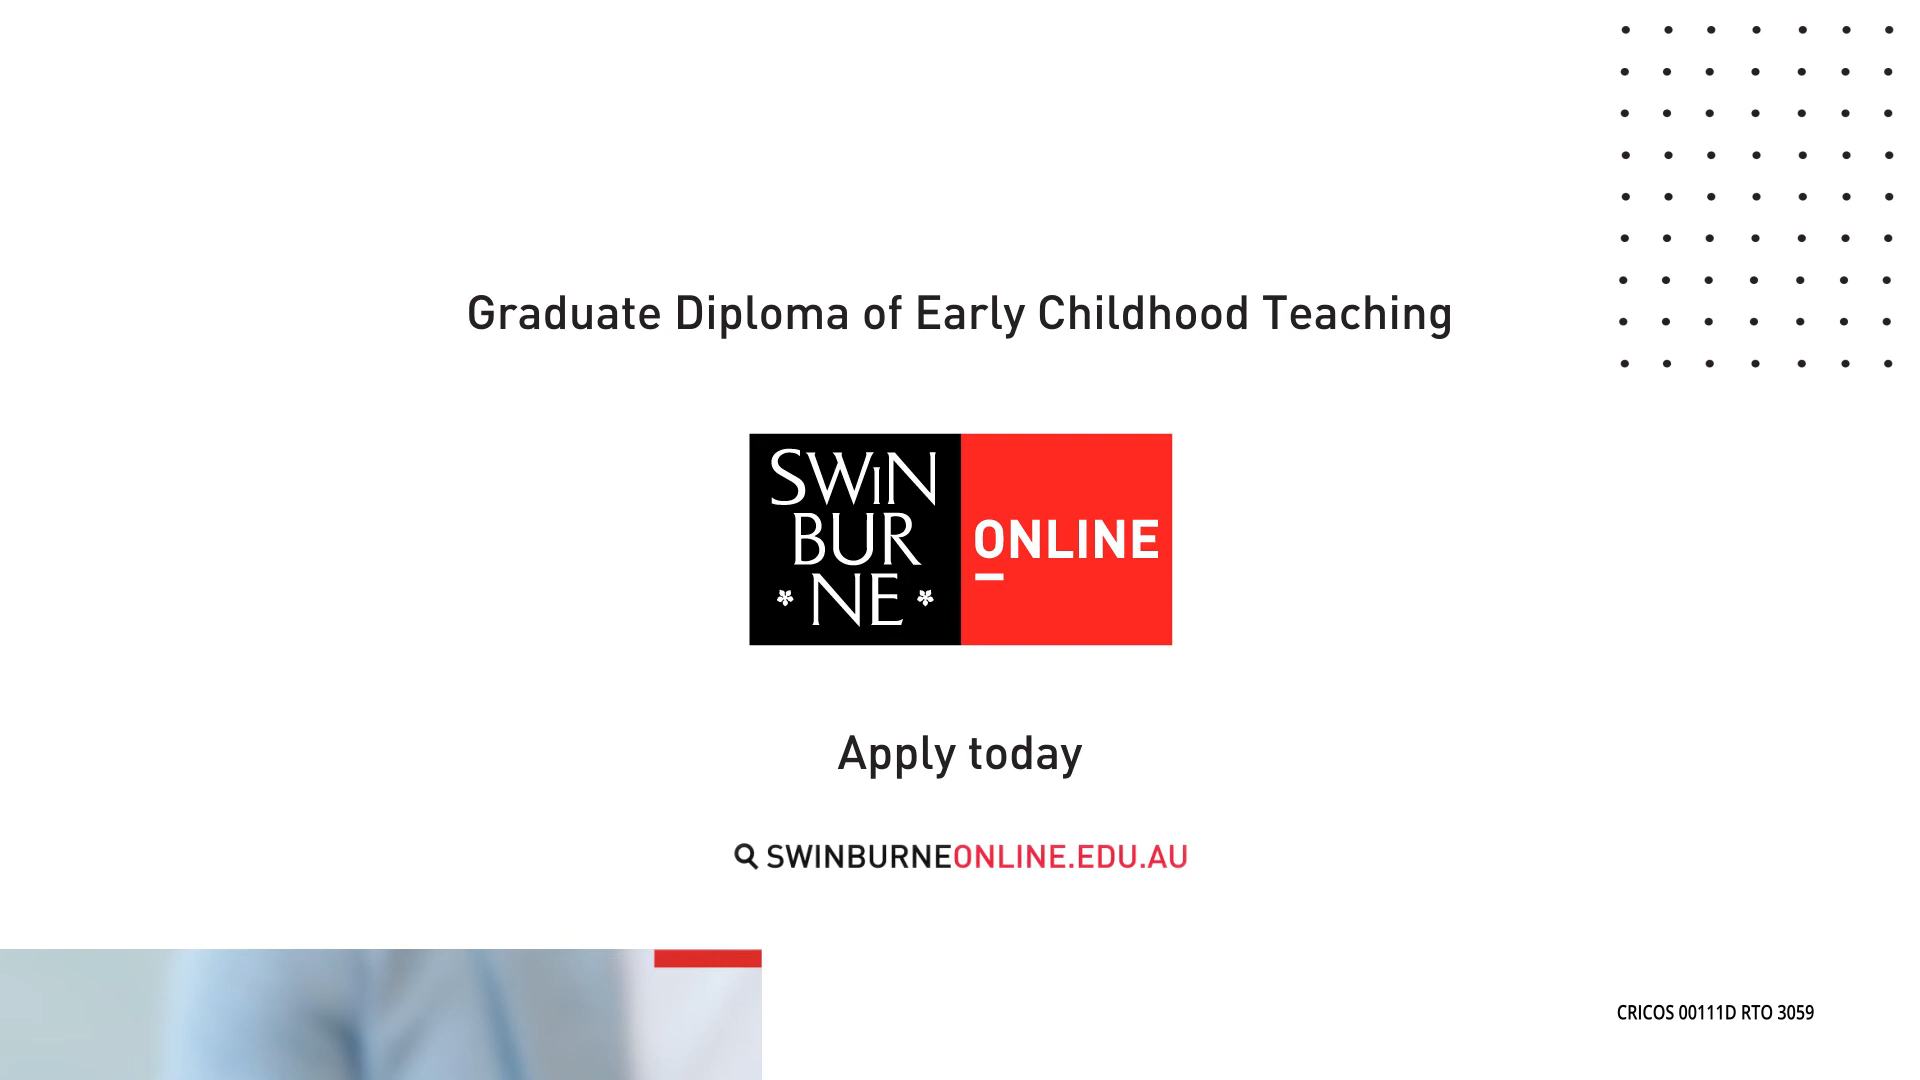 Graduate Diploma of Early Childhood Teaching
SWiN
BUR
NE
ONLINE
Apply today
SWINBURNEONLINE.EDU.AU
CRICOS 00111D RTO 3059